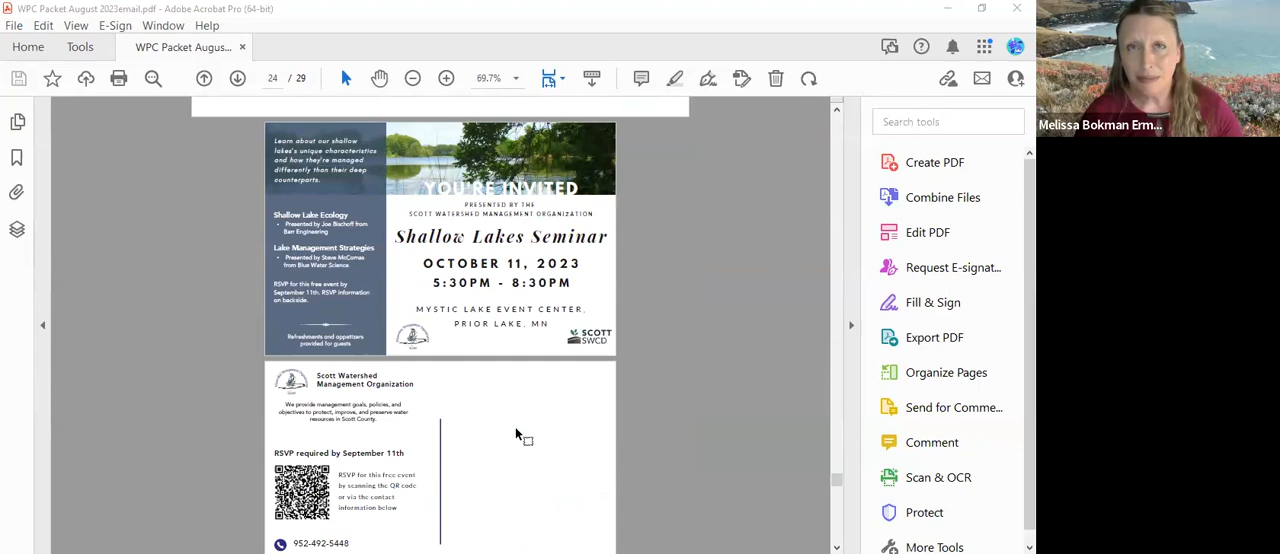 WPC Packet August 2023email.pdf - Adobe Acrobat Pro (64-bit)
File Edit View E-Sign Window Help
Home Tools WPC Packet Augus... ×
24 / 29 69.7%
Melissa Bokman Erm...
Learn about our shallow
lake's unique characteristics
and how they're managed
differently than their deep
counterparts.
Shallow Lake Ecology
• Presented by Joe Bischoff from
Barr Engineering
Lake Management Strategies
• Presented by Steve McComas
from Blue Water Science
RSVP for this free event by
September 11th. RSVP information
on backside.
Refreshments and appetizers
provided for guests
YOU'RE INVITED
PRESENTED BY THE
SCOTT WATERSHED MANAGEMENT ORGANIZATION
Shallow Lakes Seminar
OCTOBER 11, 2023
5:30PM - 8:30PM
MYSTIC LAKE EVENT CENTER,
PRIOR LAKE, MN
SCOTT
SWCD
Scott Watershed
Management Organization
We provide management goals, policies, and
objectives to protect, improve, and preserve water
resources in Scott County.
RSVP required by September 11th
RSVP for this free event
by scanning the QR code
or via the contact
information below
952-492-5448
Search tools
Create PDF
Combine Files
Edit PDF
Request E-signat...
Fill & Sign
Export PDF
Organize Pages
Send for Comme...
Comment
Scan & OCR
Protect
More Tools